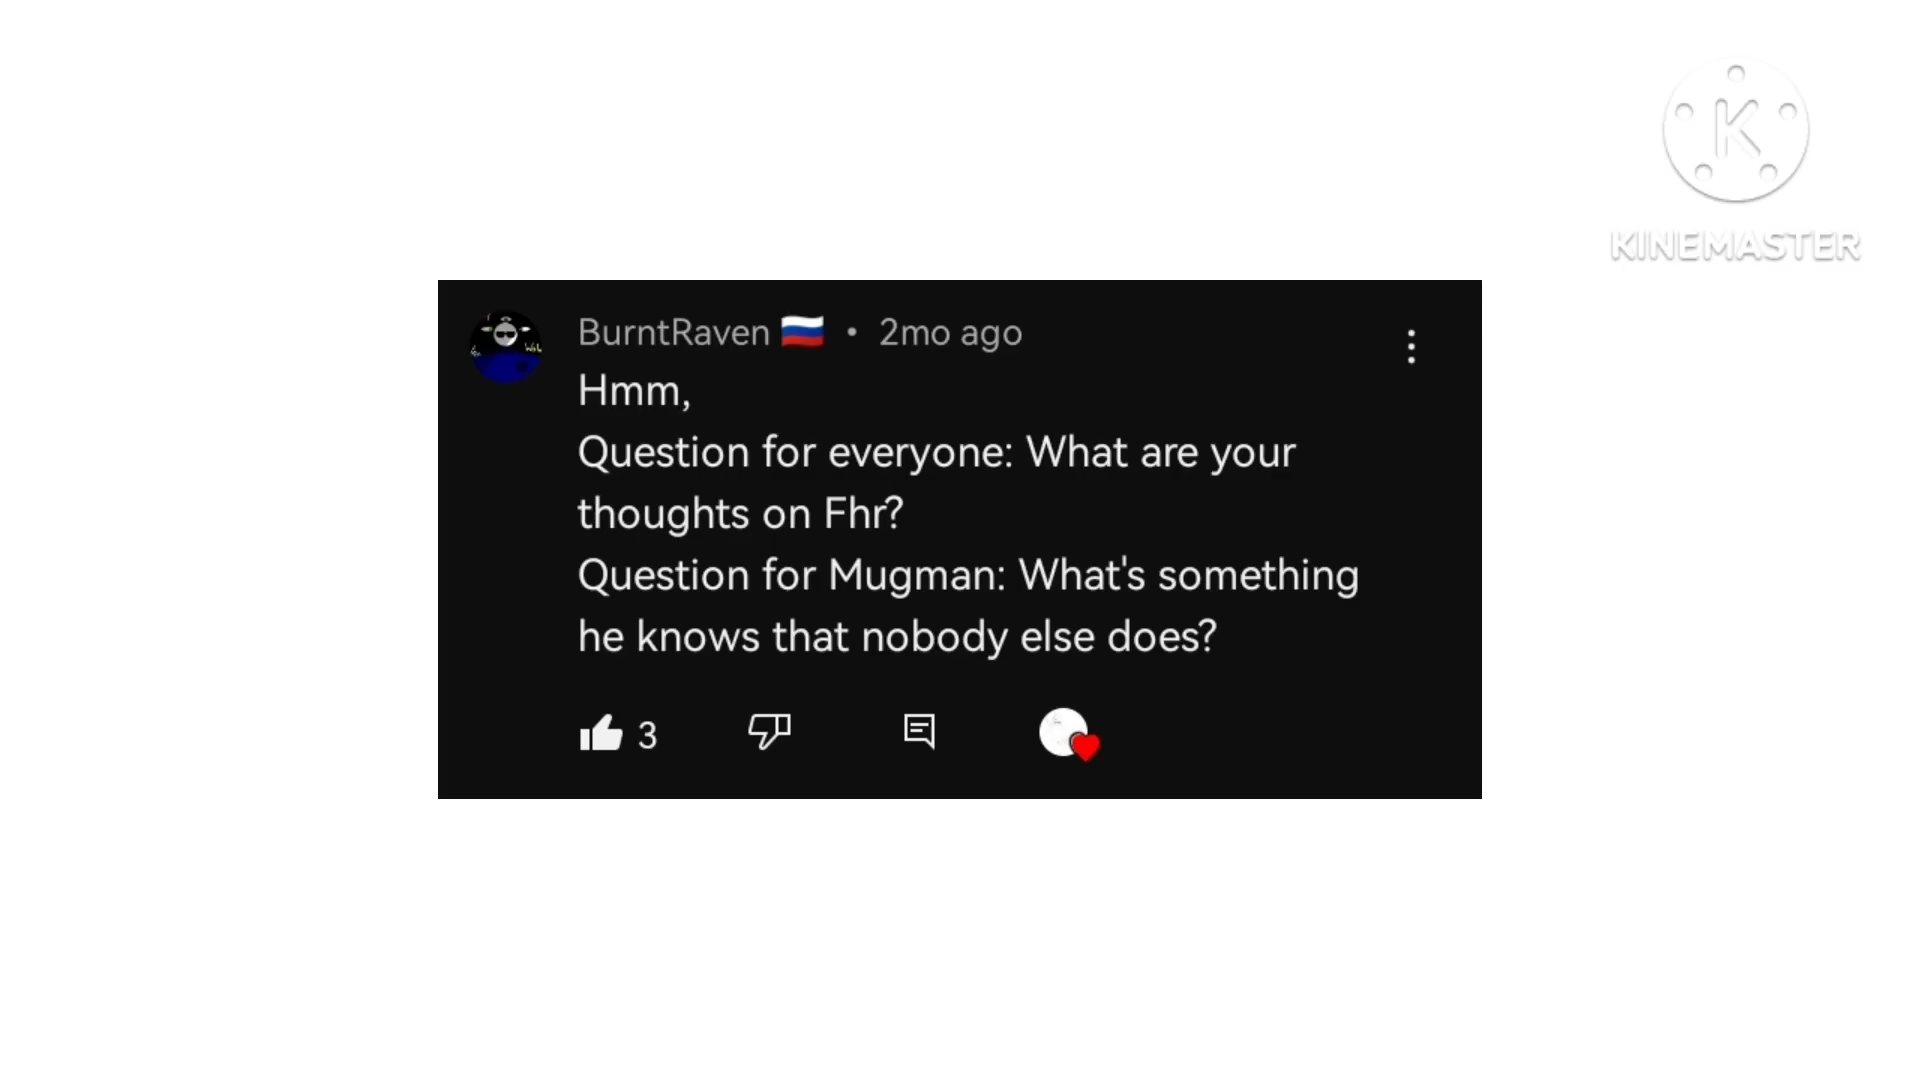 K
KINEMASTER
BurntRaven 🇷🇺 • 2mo ago
Hmm,
Question for everyone: What are your
thoughts on Fhr?
Question for Mugman: What's something
he knows that nobody else does?
3